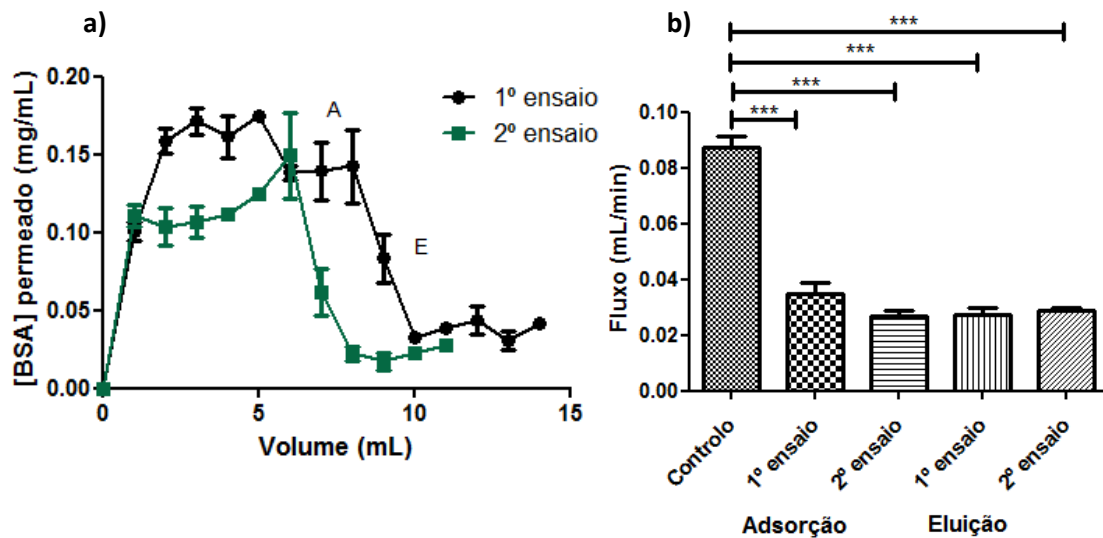 a)
[BSA] permeado (mg/mL)
0.20
0.15
0.10
0.05
0.00
0
5
10
15
Volume (mL)
A
E
1º ensaio
2º ensaio
b)
***
***
***
***
Fluxo (mL/min)
0.10
0.08
0.06
0.04
0.02
0.00
Controlo
1º ensaio
2º ensaio
1º ensaio
2º ensaio
Adsorção
Eluição